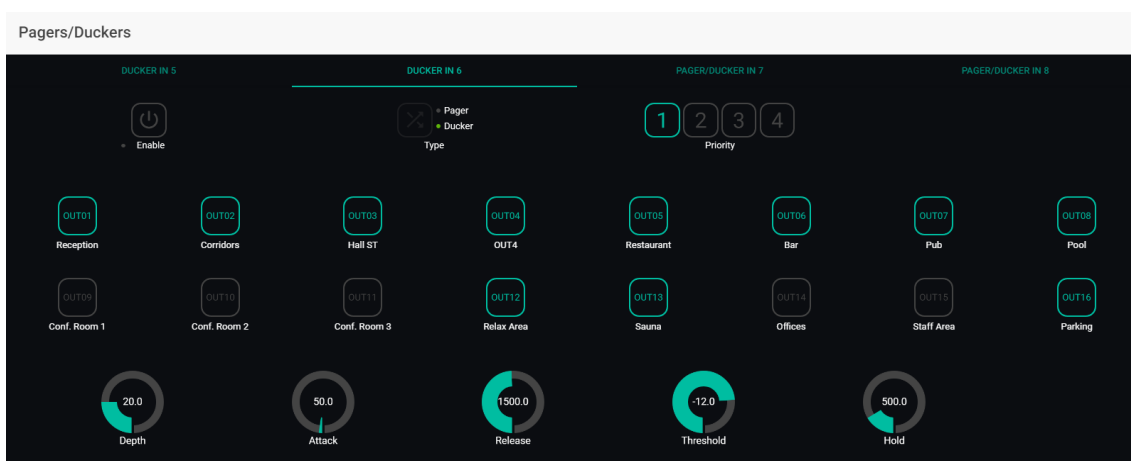 Pagers/Duckers
DUCKER IN 5 DUCKER IN 6 PAGER/DUCKER IN 7 PAGER/DUCKER IN 8
Pager
Ducker
1 2 3 4
Enable Type Priority
OUT01 OUT02 OUT03 OUT04 OUT05 OUT06 OUT07 OUT08
Reception Corridors Hall ST OUT4 Restaurant Bar Pub Pool
OUT09 OUT10 OUT11 OUT12 OUT13 OUT14 OUT15 OUT16
Conf. Room 1 Conf. Room 2 Conf. Room 3 Relax Area Sauna Offices Staff Area Parking
20.0 50.0 1500.0 -12.0 500.0
Depth Attack Release Threshold Hold